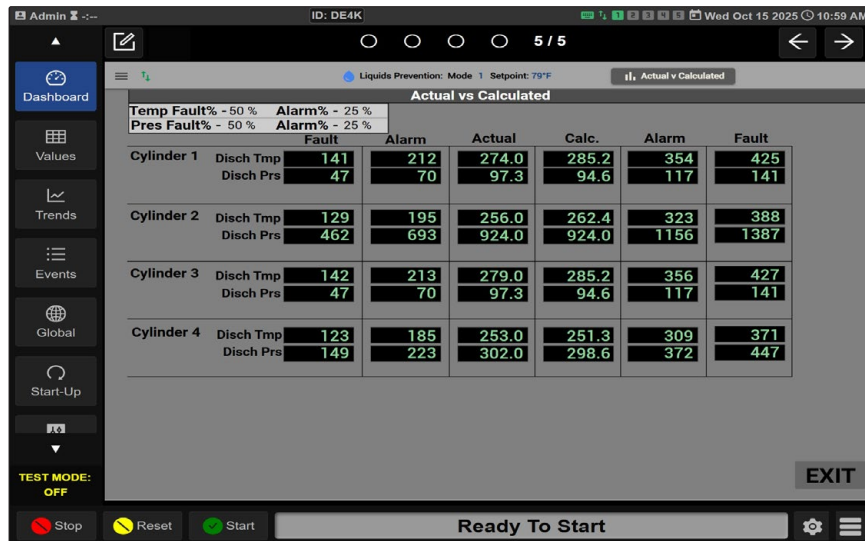 Admin -:-- ID: DE4K 1 2 3 4 5 Wed Oct 15 2025 10:59 AM
5 / 5
Liquids Prevention: Mode 1 Setpoint: 79°F Actual v Calculated
Dashboard
Values
Trends
Events
Global
Start-Up
TEST MODE:
OFF
Actual vs Calculated
Temp Fault% - 50 % Alarm% - 25 %
Pres Fault% - 50 % Alarm% - 25 %
Fault Alarm Actual Calc. Alarm Fault
Cylinder 1 Disch Tmp 141 212 274.0 285.2 354 425
Disch Prs 47 70 97.3 94.6 117 141
Cylinder 2 Disch Tmp 129 195 256.0 262.4 323 388
Disch Prs 462 693 924.0 924.0 1156 1387
Cylinder 3 Disch Tmp 142 213 279.0 285.2 356 427
Disch Prs 47 70 97.3 94.6 117 141
Cylinder 4 Disch Tmp 123 185 253.0 251.3 309 371
Disch Prs 149 223 302.0 298.6 372 447
EXIT
Stop Reset Start Ready To Start